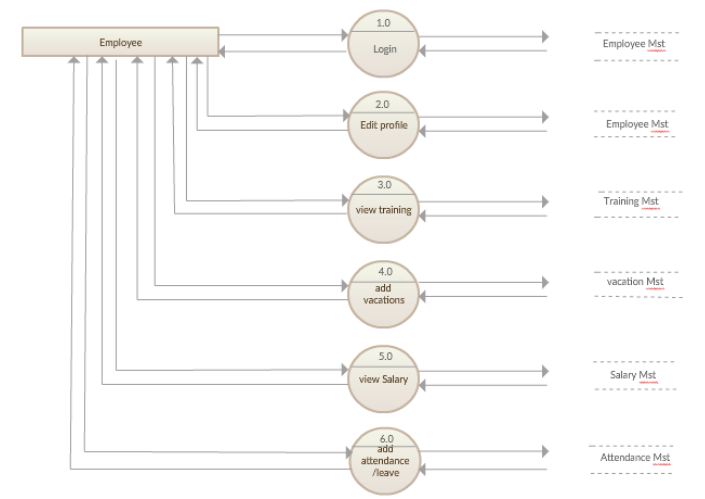 Employee
1.0
Login
Employee Mst
2.0
Edit profile
Employee Mst
3.0
view training
Training Mst
4.0
add
vacations
vacation Mst
5.0
view Salary
Salary Mst
6.0
add
attendance
/leave
Attendance Mst